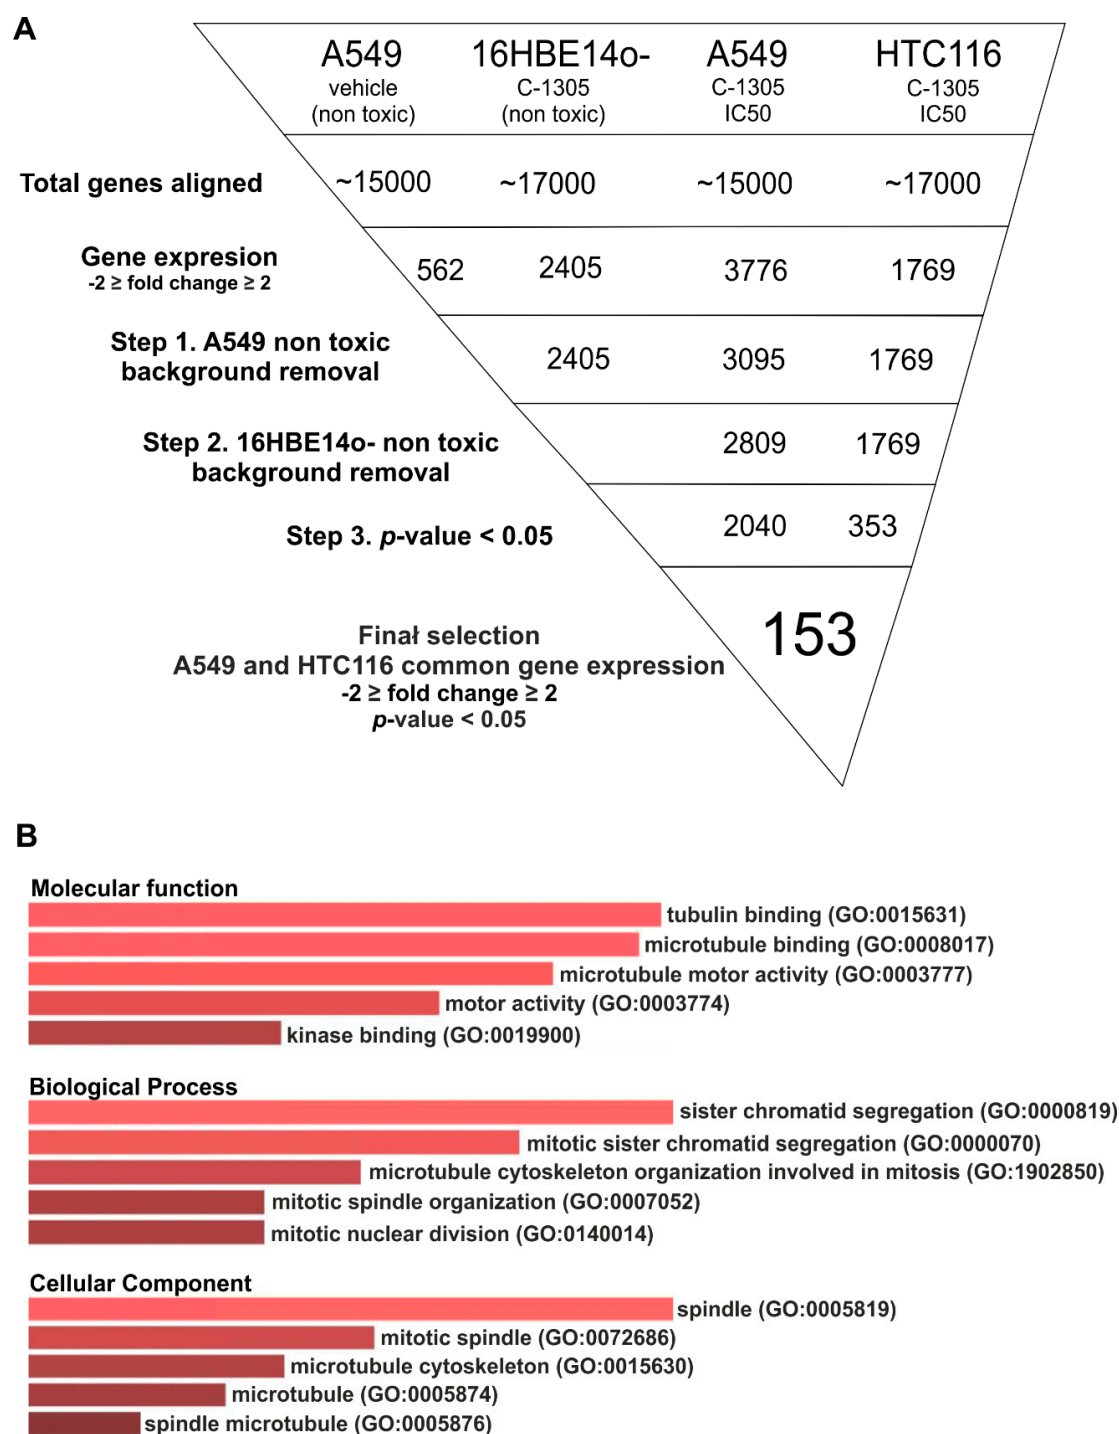 A
A549 16HBE14o- A549 HTC116
vehicle C-1305 C-1305 C-1305
(non toxic) (non toxic) IC50 IC50
Total genes aligned ~15000 ~17000 ~15000 ~17000
Gene expresion 562 2405 3776 1769
-2 ≥ fold change ≥ 2
Step 1. A549 non toxic
background removal 2405 3095 1769
Step 2. 16HBE14o- non toxic 2809 1769
background removal
Step 3. p-value < 0.05 2040 353
153
Finał selection
A549 and HTC116 common gene expression
-2 ≥ fold change ≥ 2
p-value < 0.05
B
Molecular function
tubulin binding (GO:0015631)
microtubule binding (GO:0008017)
microtubule motor activity (GO:0003777)
motor activity (GO:0003774)
kinase binding (GO:0019900)
Biological Process
sister chromatid segregation (GO:0000819)
mitotic sister chromatid segregation (GO:0000070)
microtubule cytoskeleton organization involved in mitosis (GO:1902850)
mitotic spindle organization (GO:0007052)
mitotic nuclear division (GO:0140014)
Cellular Component
spindle (GO:0005819)
mitotic spindle (GO:0072686)
microtubule cytoskeleton (GO:0015630)
microtubule (GO:0005874)
spindle microtubule (GO:0005876)